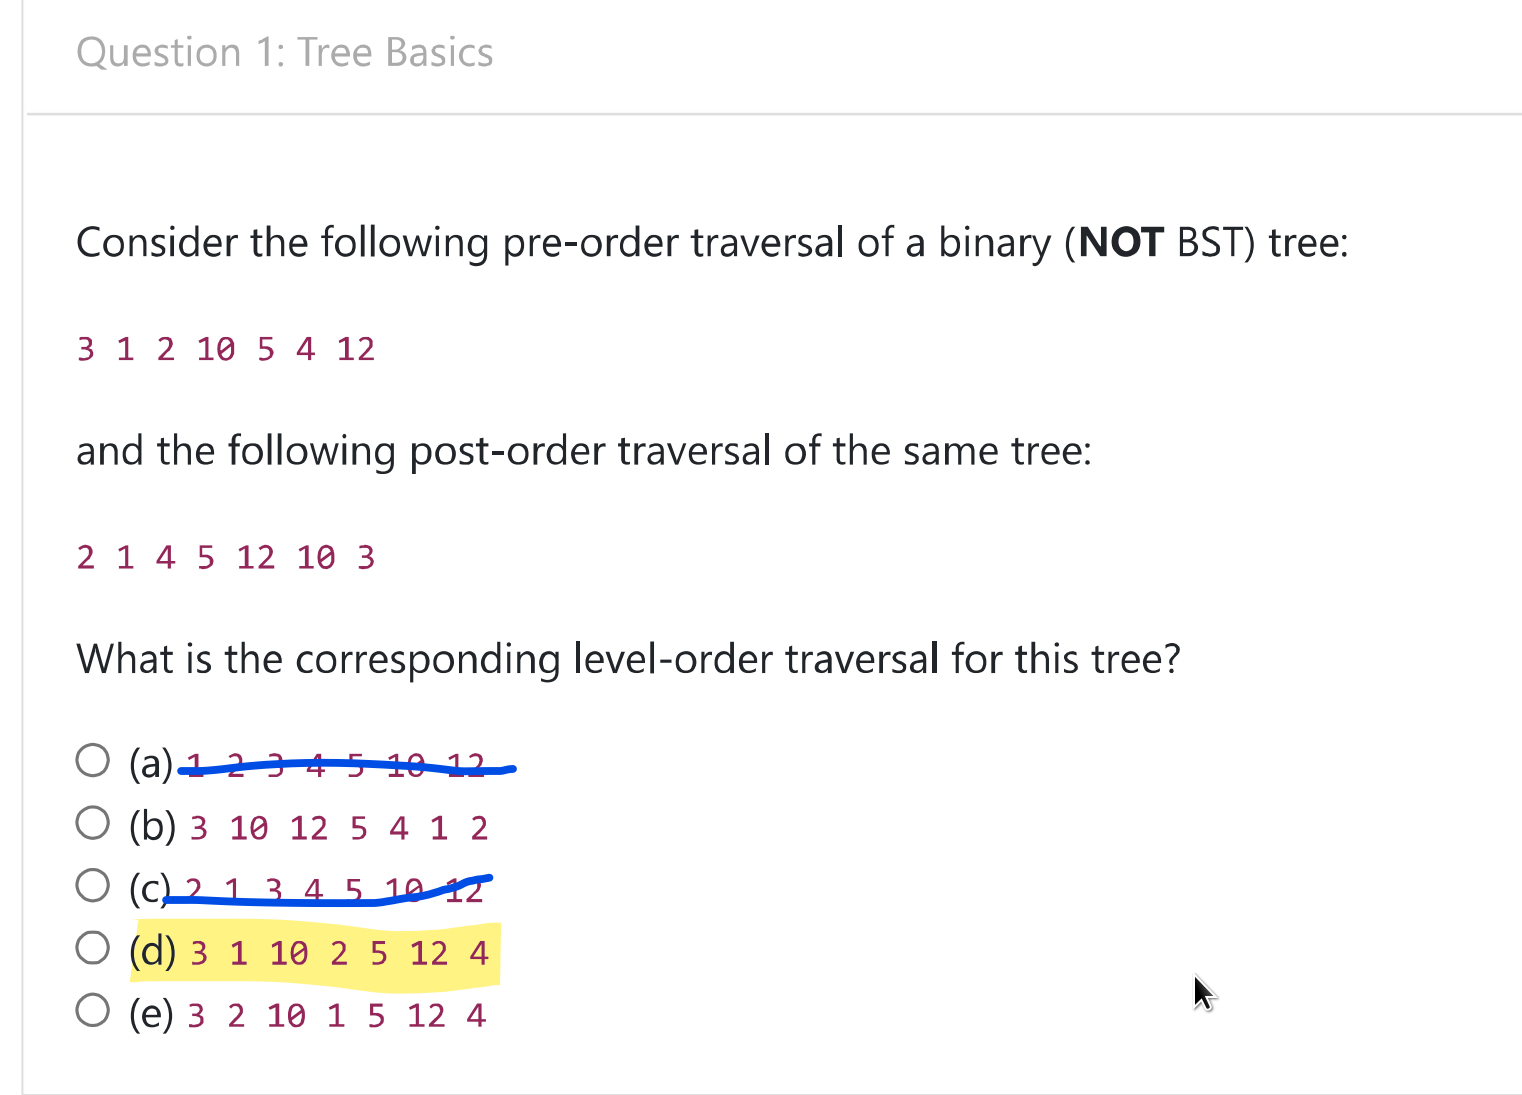 Question 1: Tree Basics
Consider the following pre-order traversal of a binary (NOT BST) tree:
3 1 2 10 5 4 12
and the following post-order traversal of the same tree:
2 1 4 5 12 10 3
What is the corresponding level-order traversal for this tree?
(a) 1 2 3 4 5 10 12
(b) 3 10 12 5 4 1 2
(c) 2 1 3 4 5 10 12
(d) 3 1 10 2 5 12 4
(e) 3 2 10 1 5 12 4